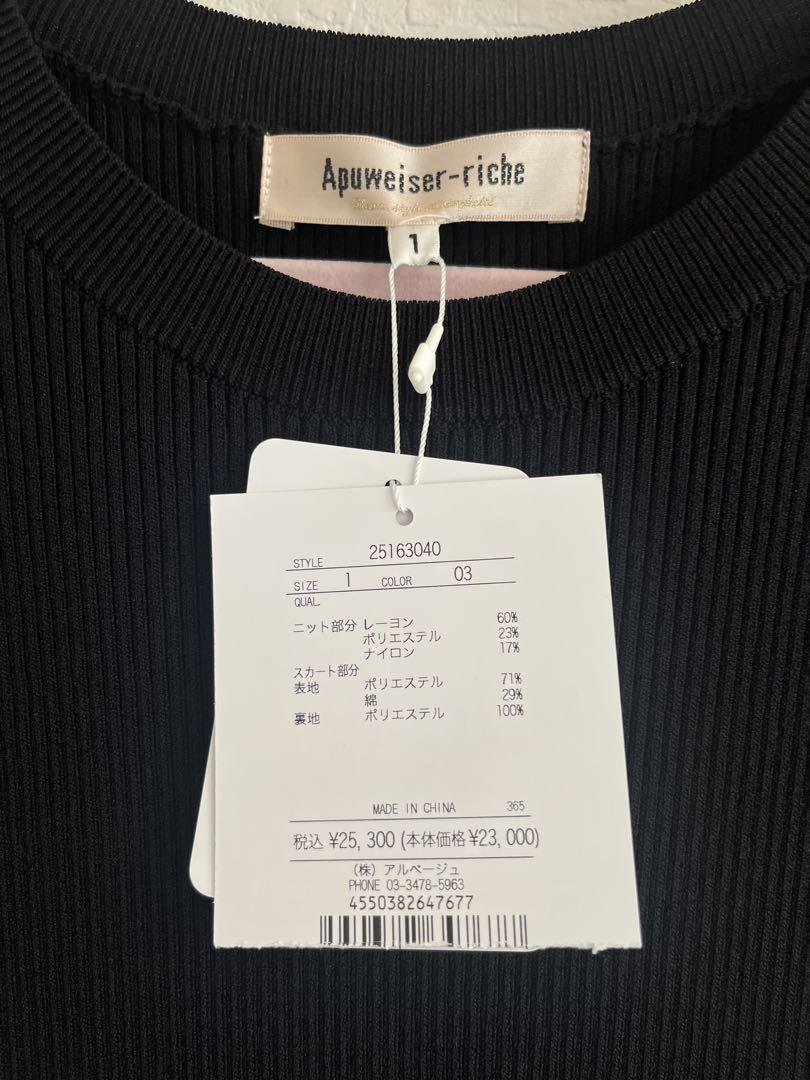 Apuweiser-riche
1
STYLE 25163040
SIZE 1 COLOR 03
QUAL.
ニット部分 レーヨン 60%
ポリエステル 23%
ナイロン 17%
スカート部分
表地 ポリエステル 71%
綿 29%
裏地 ポリエステル 100%
MADE IN CHINA 365
税込 ¥25,300 (本体価格¥23,000)
(株) アルページュ
PHONE 03-3478-5963
4550382647677